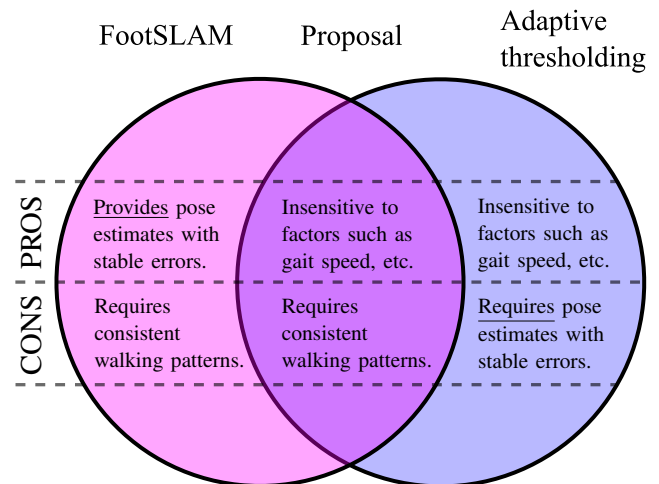 FootSLAM
Proposal
Adaptive
thresholding
PROS
Provides pose
estimates with
stable errors.
Insensitive to
factors such as
gait speed, etc.
Insensitive to
factors such as
gait speed, etc.
CONS
Requires
consistent
walking patterns.
Requires
consistent
walking patterns.
Requires pose
estimates with
stable errors.